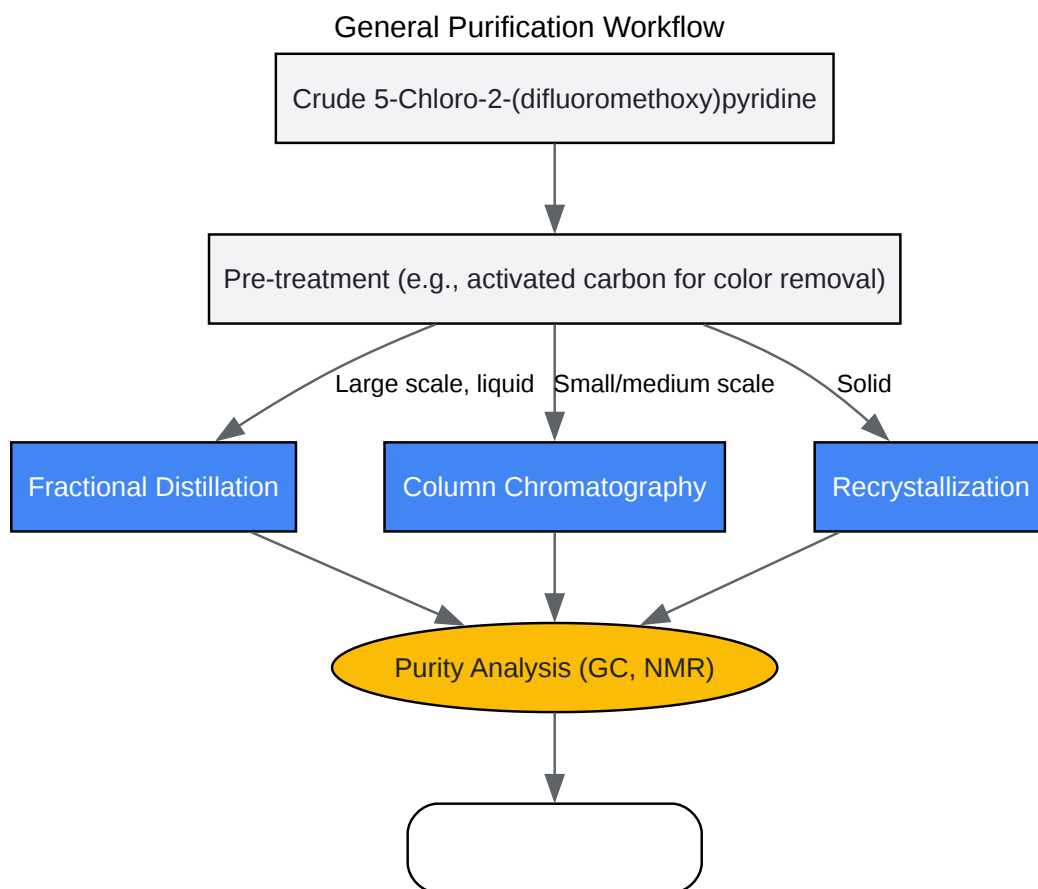 General Purification Workflow
Crude 5-Chloro-2-(difluoromethoxy)pyridine
Pre-treatment (e.g., activated carbon for color removal)
Large scale, liquid
Small/medium scale
Solid
Fractional Distillation
Column Chromatography
Recrystallization
Purity Analysis (GC, NMR)